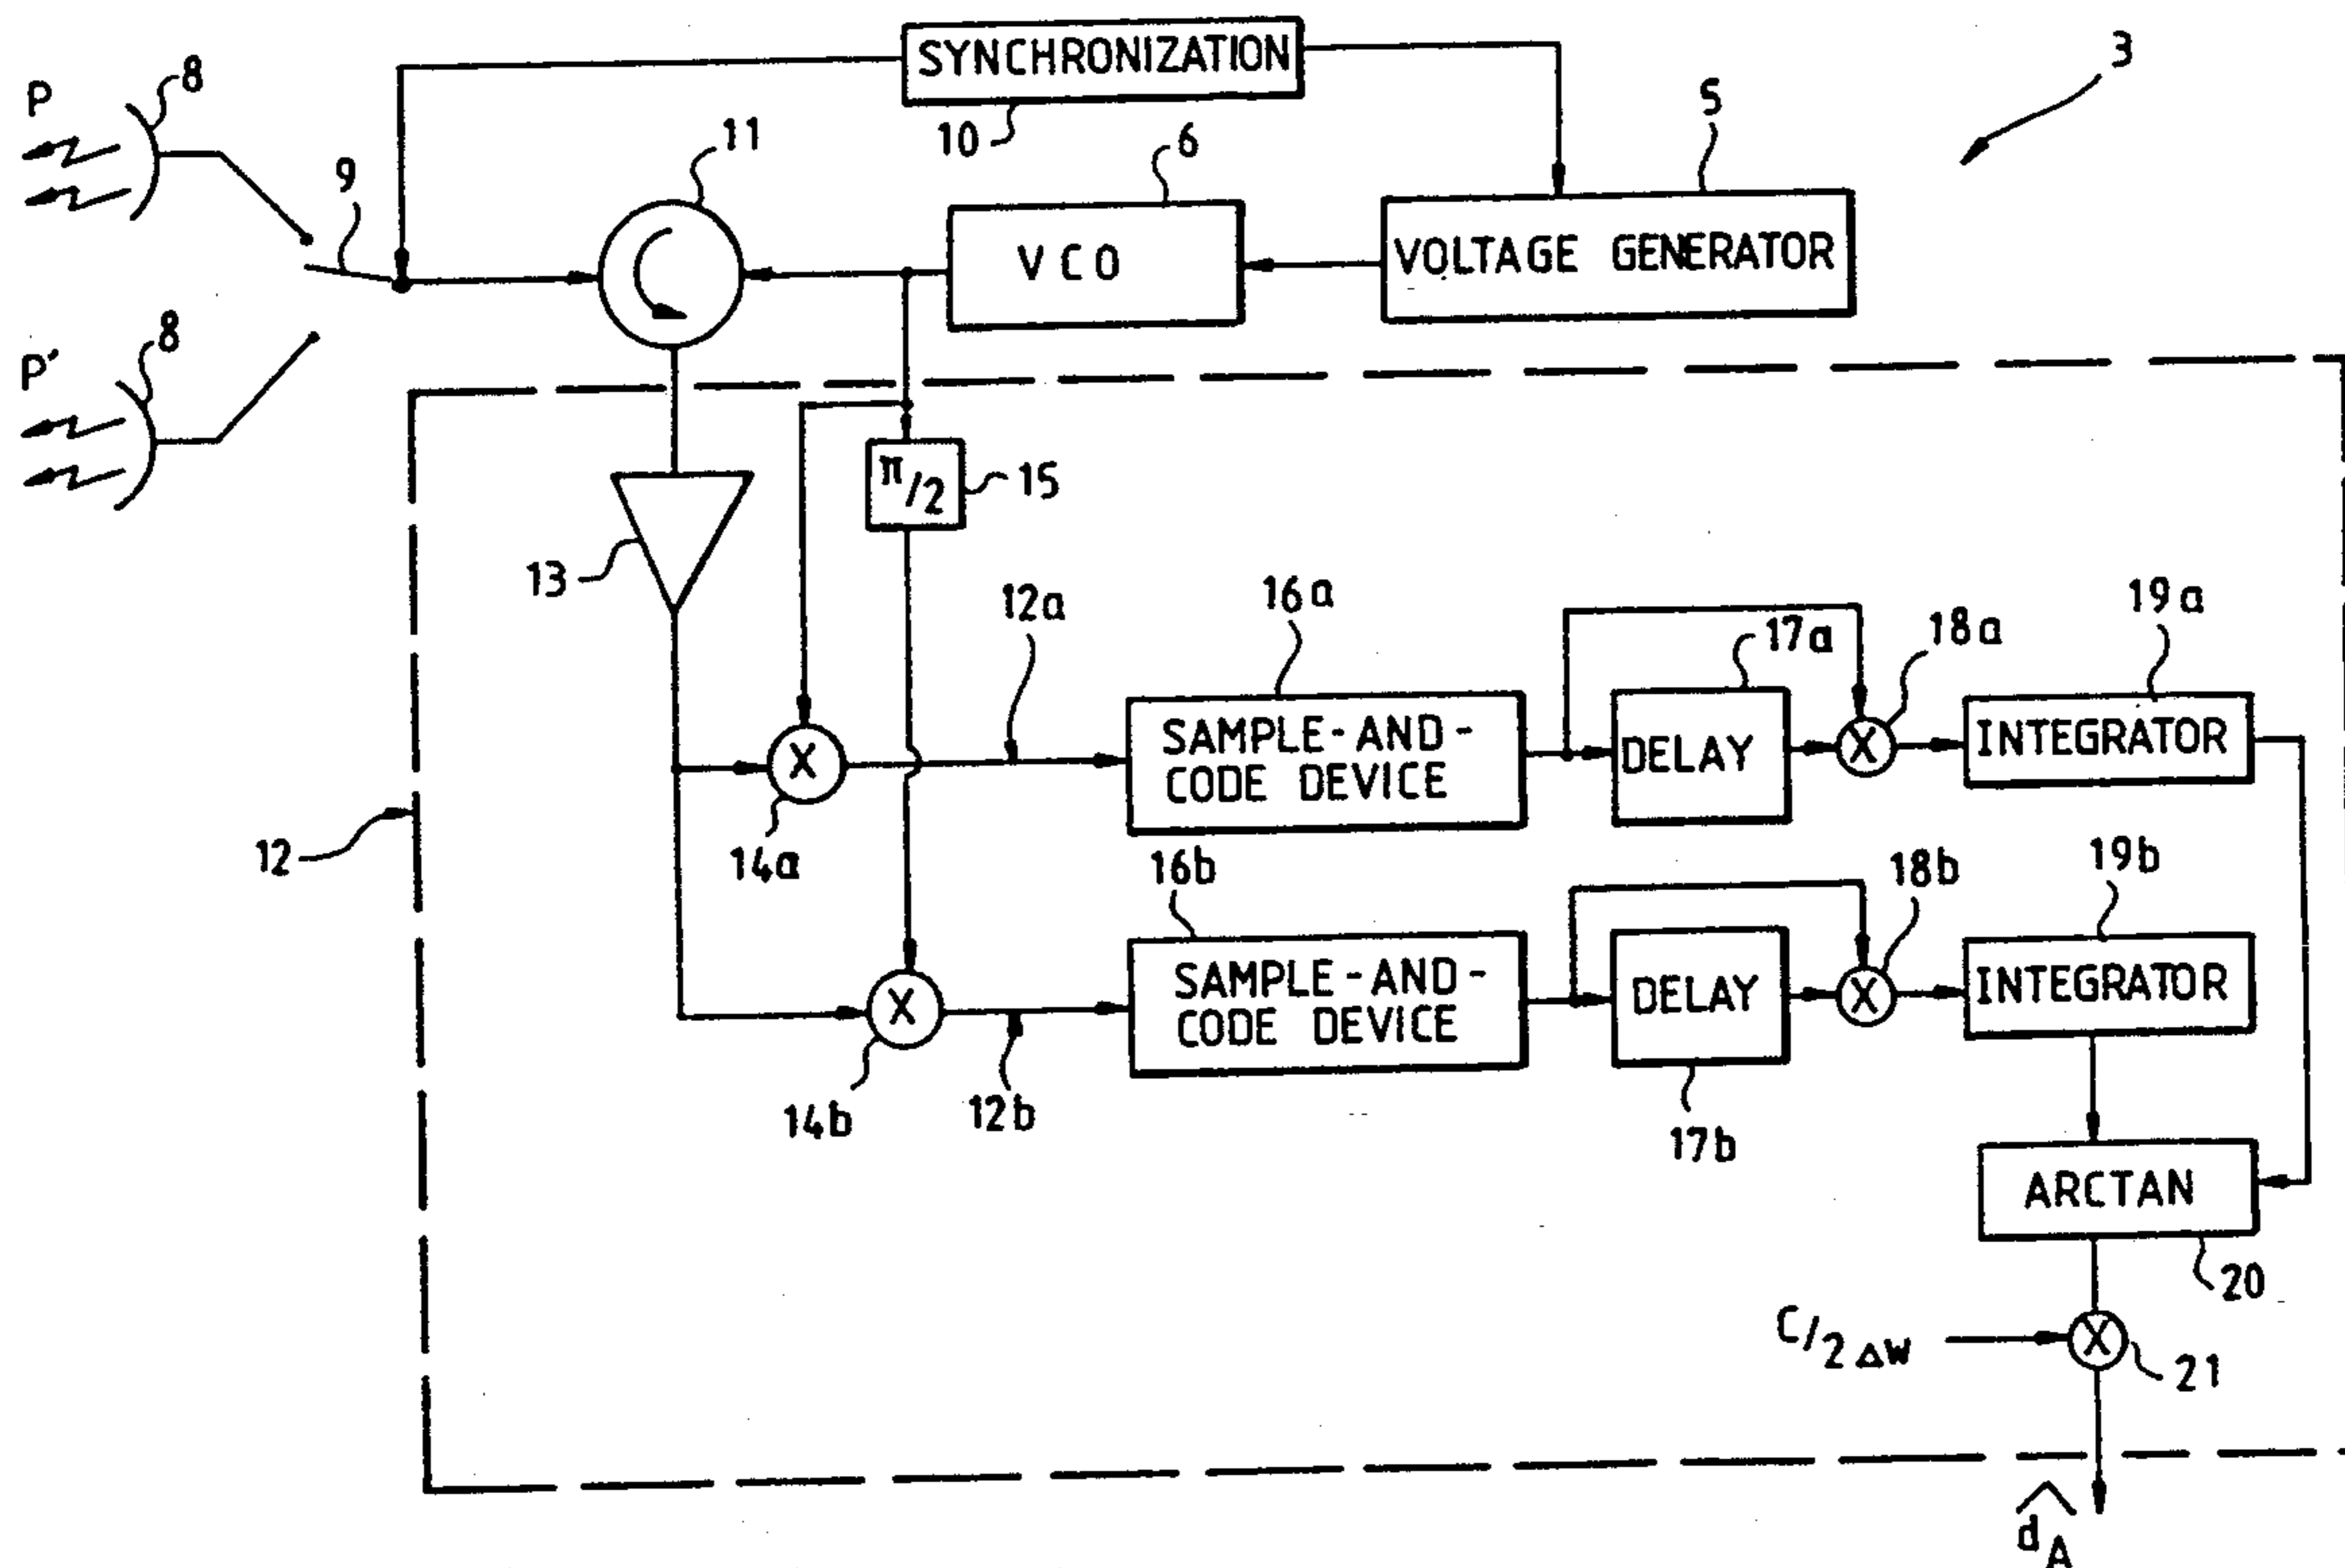 SYNCHRONIZATION
3
P
8
10
5
11
6
9
VCO
VOLTAGE GENERATOR
P'
8
π/2
15
13
12a
16a
17a
18a
19a
SAMPLE-AND-
CODE DEVICE
DELAY
X
INTEGRATOR
X
14a
12
16b
18b
19b
SAMPLE-AND-
CODE DEVICE
DELAY
X
INTEGRATOR
X
14b
12b
17b
ARCTAN
20
C/2ΔW
X
21
d̂A